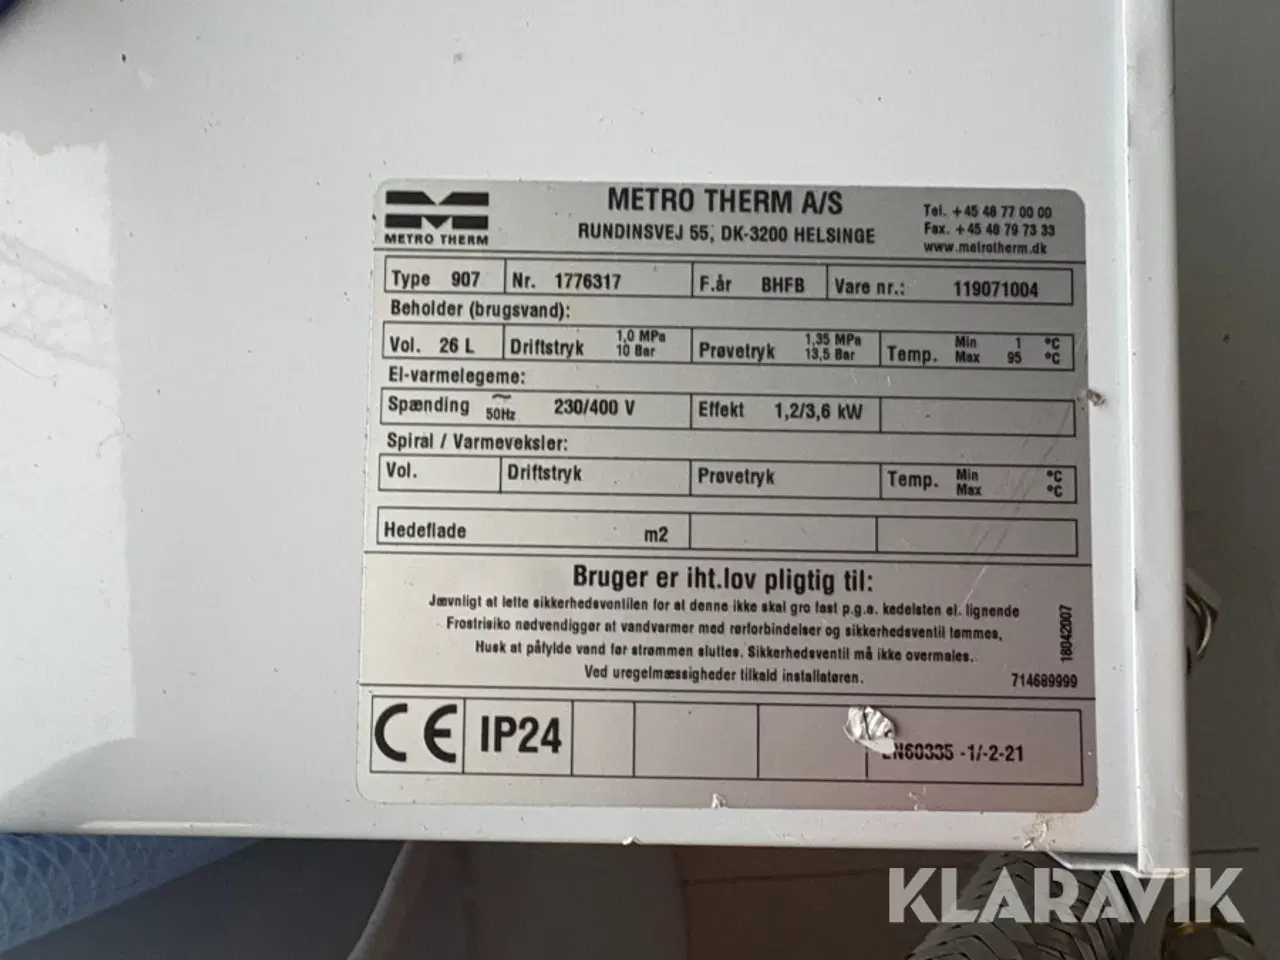 METRO THERM
METRO THERM A/S
RUNDINSVEJ 55, DK-3200 HELSINGE
Tel. +45 48 77 00 00
Fax. +45 48 79 73 33
www.metrotherm.dk
Type 907 Nr. 1776317 F.år BHFB Vare nr.: 119071004
Beholder (brugsvand):
Vol. 26 L Driftstryk 1,0 MPa 10 Bar Prøvetryk 1,35 MPa 13,5 Bar Temp. Min 1 °C Max 95 °C
El-varmelegeme:
Spænding ~ 50Hz 230/400 V Effekt 1,2/3,6 kW
Spiral / Varmeveksler:
Vol. Driftstryk Prøvetryk Temp. Min °C Max °C
Hedeflade m2
Bruger er iht.lov pligtig til:
Jævnligt at lette sikkerhedsventilen for at denne ikke skal gro fast p.g.a. kedelsten el. lignende
Frostrisiko nødvendiggør at vandvarmer med rørforbindelser og sikkerhedsventil tømmes,
Husk at påfylde vand før strømmen sluttes. Sikkerhedsventil må ikke overmales.
Ved uregelmæssigheder tilkald installatøren.
18042007
714689999
CE IP24 EN60335 -1/-2-21
KLARAVIK